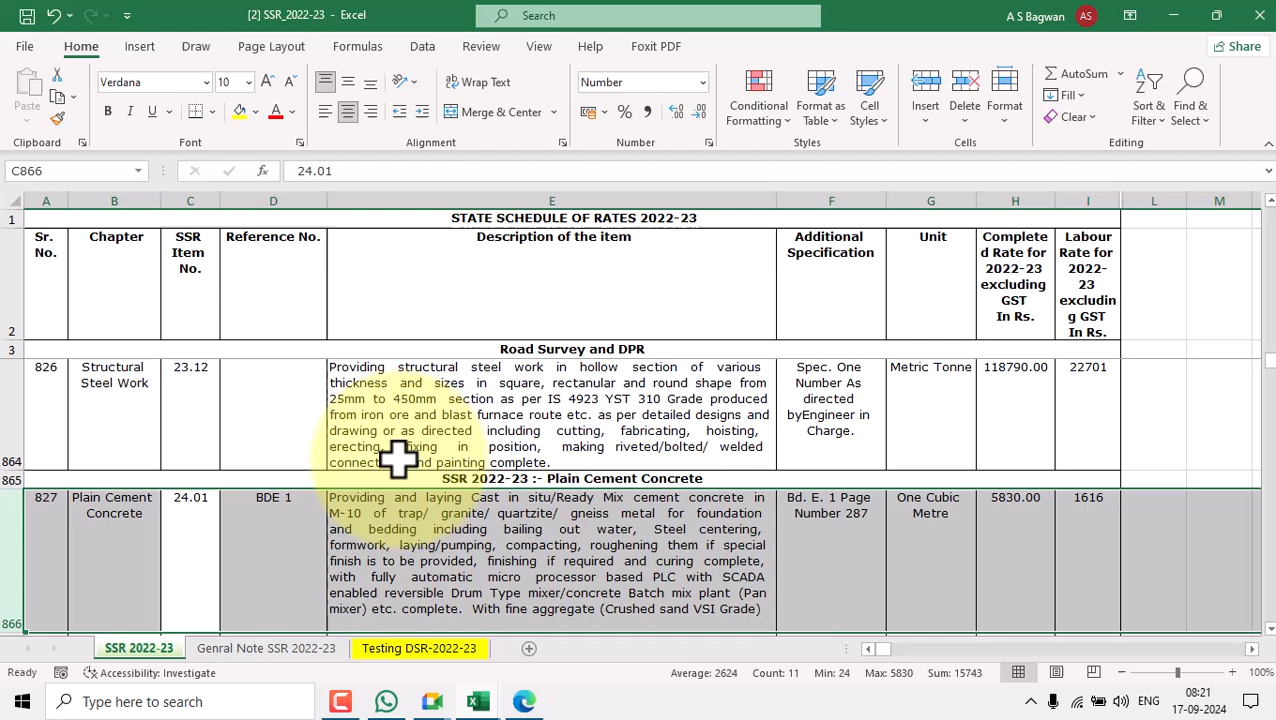 [2] SSR_2022-23 - Excel
Search
A S Bagwan
AS
File
Home
Insert
Draw
Page Layout
Formulas
Data
Review
View
Help
Foxit PDF
Share
Paste
Verdana
10
B I U
Wrap Text
Merge & Center
Number
Conditional
Formatting
Format as
Table
Cell
Styles
Insert
Delete
Format
AutoSum
Fill
Clear
Sort &
Filter
Find &
Select
Clipboard
Font
Alignment
Number
Styles
Cells
Editing
C866
24.01
A B C D E F G H I L M
1 STATE SCHEDULE OF RATES 2022-23
Sr.
No.
Chapter
SSR
Item
No.
Reference No.
Description of the item
Additional
Specification
Unit
Complete
d Rate for
2022-23
excluding
GST
In Rs.
Labour
Rate for
2022-
23
excludin
g GST
In Rs.
2
3 Road Survey and DPR
826
Structural
Steel Work
23.12
Providing structural steel work in hollow section of various
thickness and sizes in square, rectanular and round shape from
25mm to 450mm section as per IS 4923 YST 310 Grade produced
from iron ore and blast furnace route etc. as per detailed designs and
drawing or as directed including cutting, fabricating, hoisting,
erecting, fixing in position, making riveted/bolted/ welded
and painting complete.
Spec. One
Number As
directed
byEngineer in
Charge.
Metric Tonne
118790.00
22701
864
865 SSR 2022-23 :- Plain Cement Concrete
827
Plain Cement
Concrete
24.01
BDE 1
Providing and laying Cast in situ/Ready Mix cement concrete in
M-10 of trap/ granite/ quartzite/ gneiss metal for foundation
and bedding including bailing out water, Steel centering,
formwork, laying/pumping, compacting, roughening them if special
finish is to be provided, finishing if required and curing complete,
with fully automatic micro processor based PLC with SCADA
enabled reversible Drum Type mixer/concrete Batch mix plant (Pan
mixer) etc. complete. With fine aggregate (Crushed sand VSI Grade)
Bd. E. 1 Page
Number 287
One Cubic
Metre
5830.00
1616
866
SSR 2022-23
Genral Note SSR 2022-23
Testing DSR-2022-23
Ready
Accessibility: Investigate
Average: 2624
Count: 11
Min: 24
Max: 5830
Sum: 15743
100%
Type here to search
ENG
08:21
17-09-2024